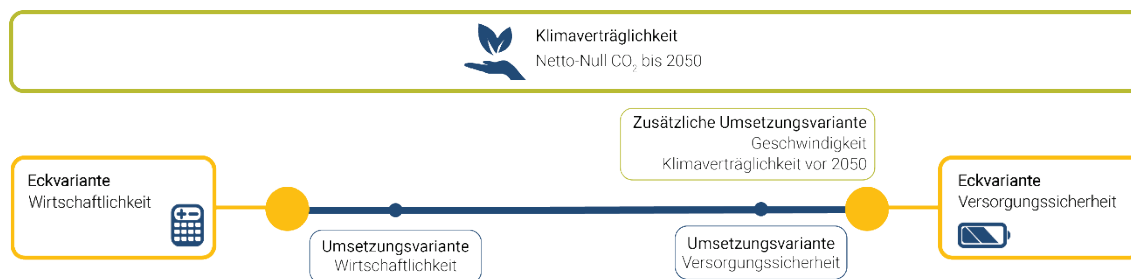 Klimaverträglichkeit
Netto-Null CO₂ bis 2050
Zusätzliche Umsetzungsvariante
Geschwindigkeit
Klimaverträglichkeit vor 2050
Eckvariante
Wirtschaftlichkeit
Eckvariante
Versorgungssicherheit
Umsetzungsvariante
Wirtschaftlichkeit
Umsetzungsvariante
Versorgungssicherheit